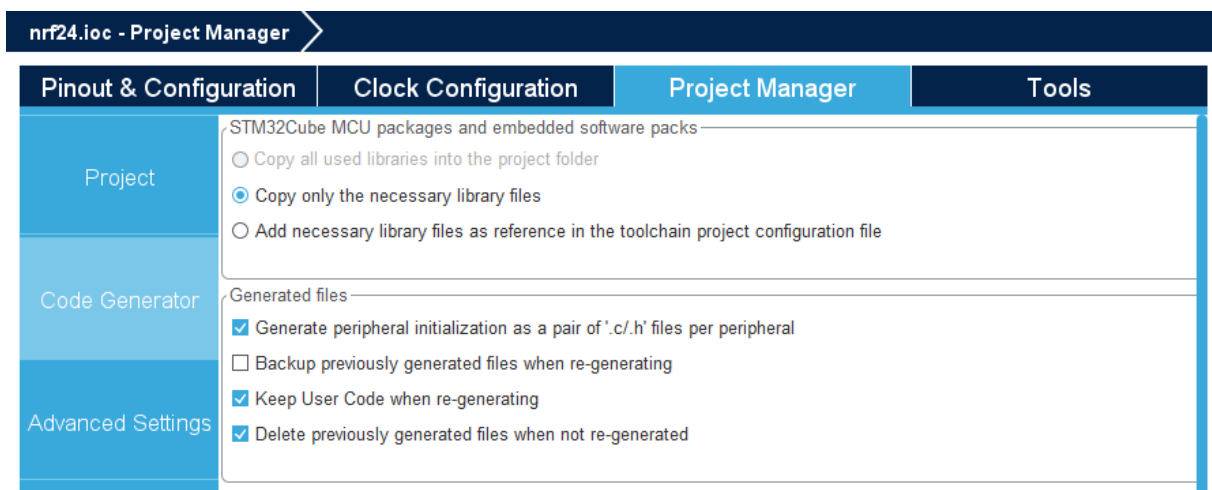 nrf24.ioc - Project Manager
Pinout & Configuration
Clock Configuration
Project Manager
Tools
Project
Code Generator
Advanced Settings
STM32Cube MCU packages and embedded software packs
Copy all used libraries into the project folder
Copy only the necessary library files
Add necessary library files as reference in the toolchain project configuration file
Generated files
Generate peripheral initialization as a pair of '.c/.h' files per peripheral
Backup previously generated files when re-generating
Keep User Code when re-generating
Delete previously generated files when not re-generated